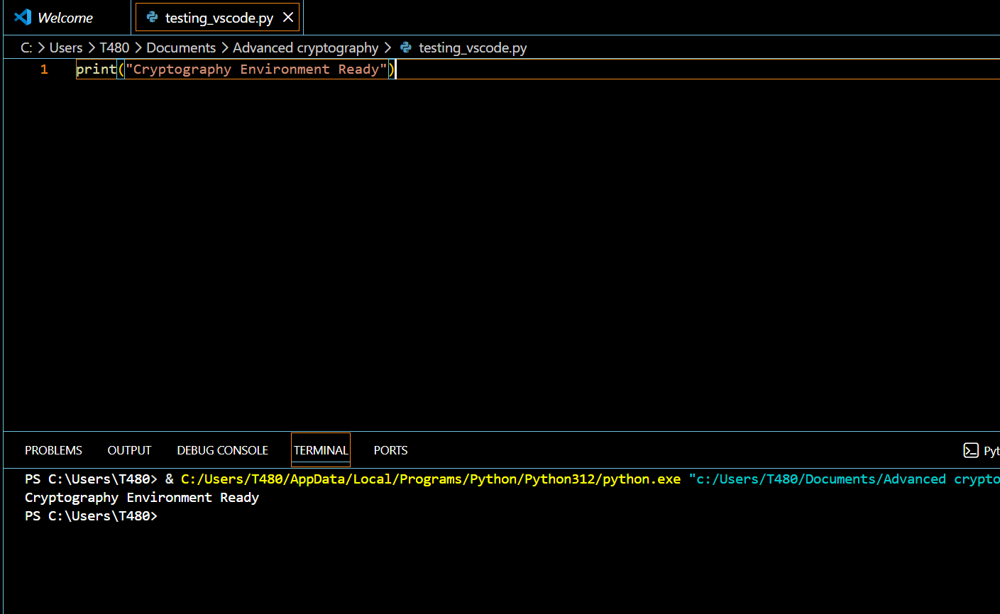 Welcome testing_vscode.py
C: > Users > T480 > Documents > Advanced cryptography > testing_vscode.py
1 print("Cryptography Environment Ready")
PROBLEMS OUTPUT DEBUG CONSOLE TERMINAL PORTS
PS C:\Users\T480> & C:/Users/T480/AppData/Local/Programs/Python/Python312/python.exe "c:/Users/T480/Documents/Advanced
Cryptography Environment Ready
PS C:\Users\T480>